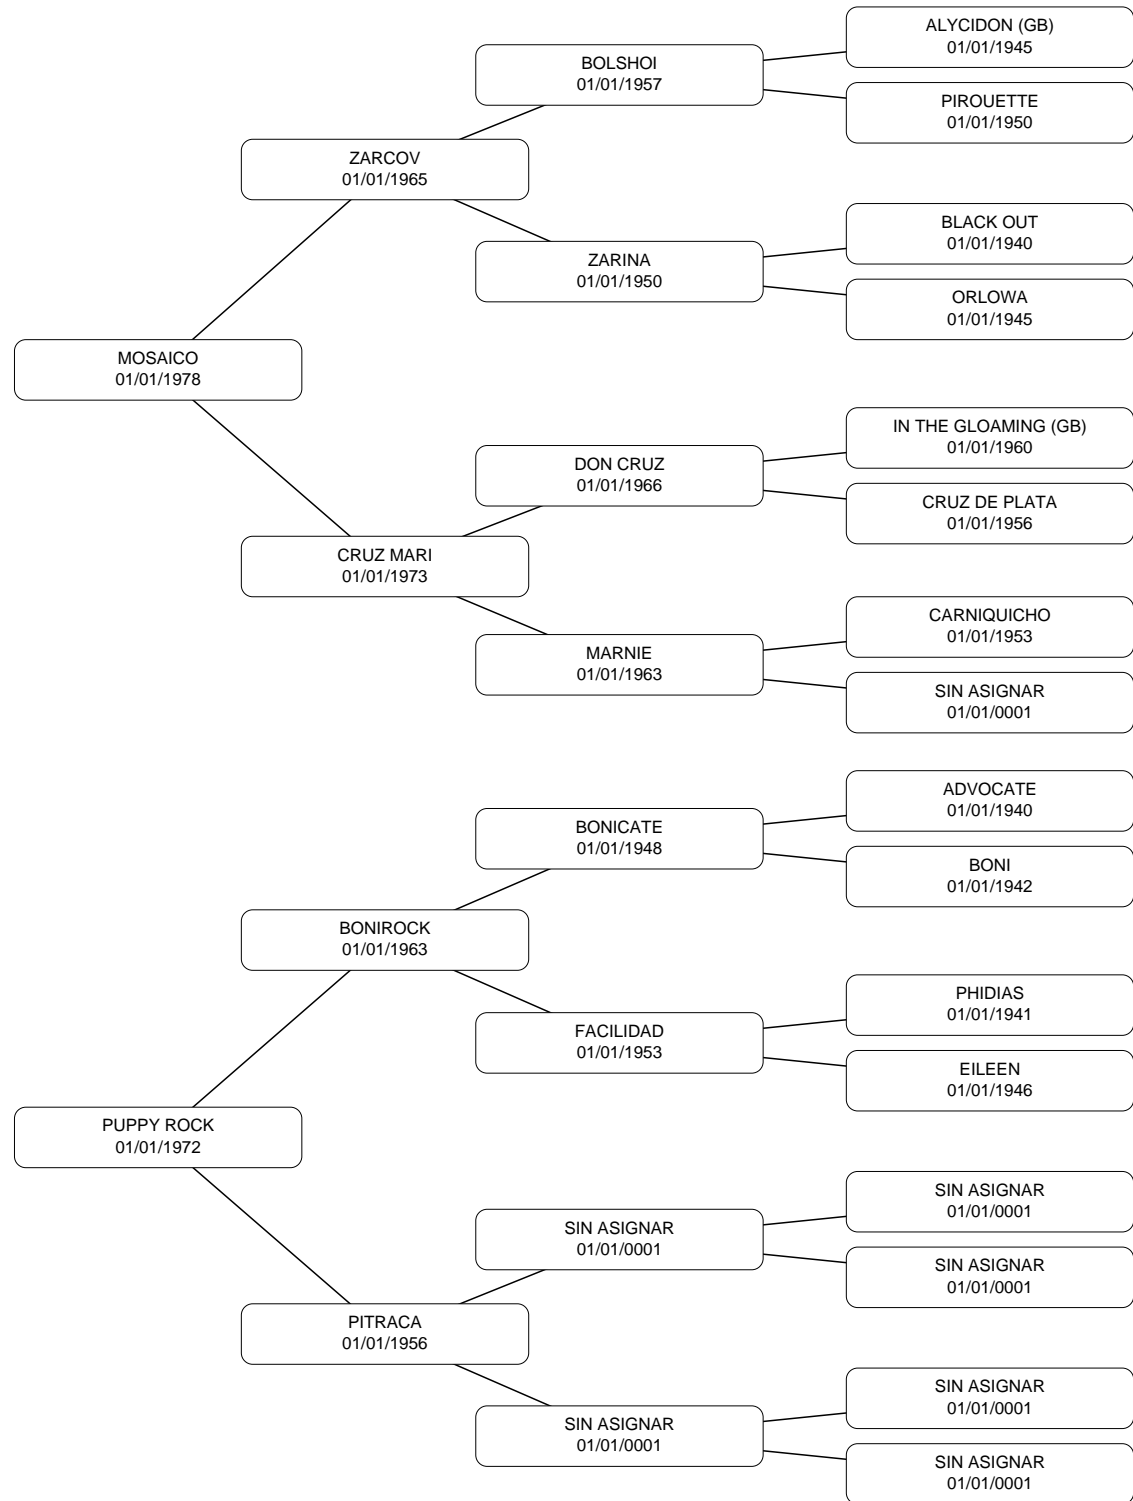 ALYCIDON (GB)
01/01/1945
BOLSHOI
01/01/1957
PIROUETTE
01/01/1950
ZARCOV
01/01/1965
BLACK OUT
01/01/1940
ZARINA
01/01/1950
ORLOWA
01/01/1945
MOSAICO
01/01/1978
IN THE GLOAMING (GB)
01/01/1960
DON CRUZ
01/01/1966
CRUZ DE PLATA
01/01/1956
CRUZ MARI
01/01/1973
CARNIQUICHO
01/01/1953
MARNIE
01/01/1963
SIN ASIGNAR
01/01/0001
ADVOCATE
01/01/1940
BONICATE
01/01/1948
BONI
01/01/1942
BONIROCK
01/01/1963
PHIDIAS
01/01/1941
FACILIDAD
01/01/1953
EILEEN
01/01/1946
PUPPY ROCK
01/01/1972
SIN ASIGNAR
01/01/0001
SIN ASIGNAR
01/01/0001
SIN ASIGNAR
01/01/0001
PITRACA
01/01/1956
SIN ASIGNAR
01/01/0001
SIN ASIGNAR
01/01/0001
SIN ASIGNAR
01/01/0001